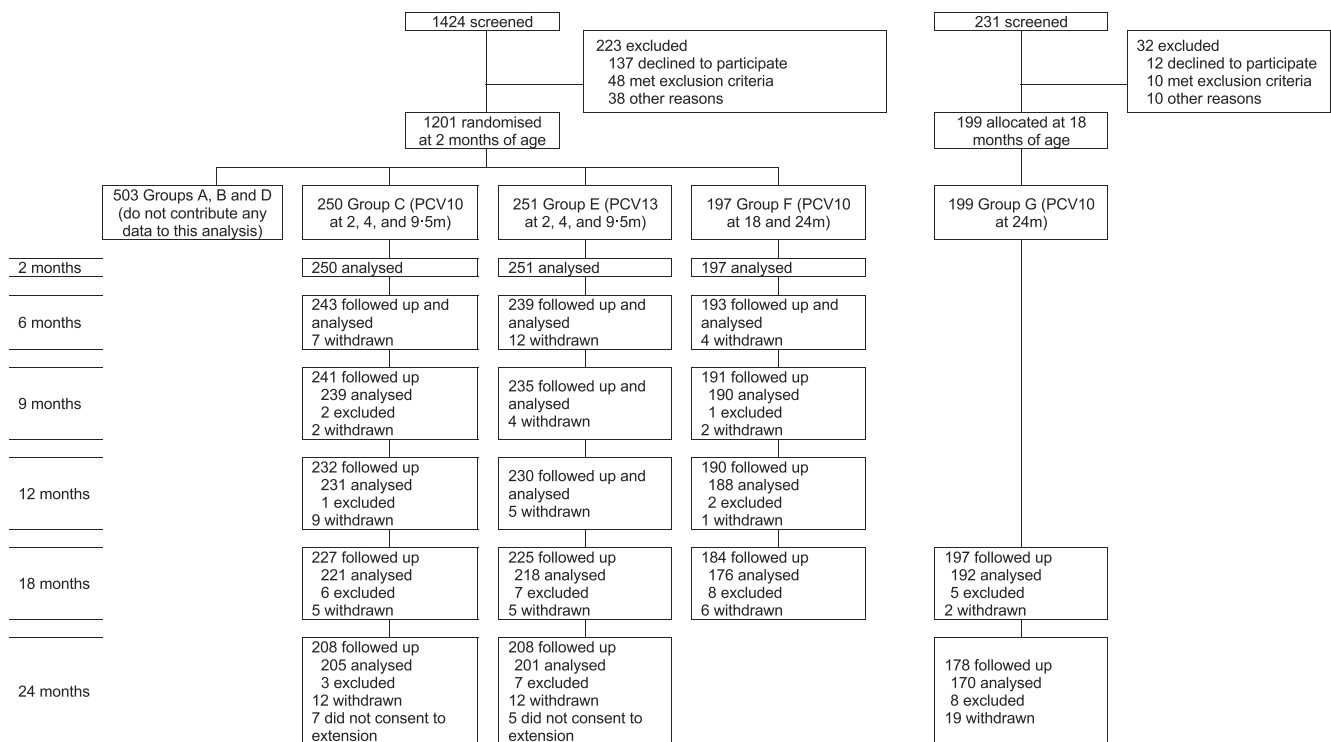 1424 screened
223 excluded
137 declined to participate
48 met exclusion criteria
38 other reasons
1201 randomised
at 2 months of age
231 screened
32 excluded
12 declined to participate
10 met exclusion criteria
10 other reasons
199 allocated at 18
months of age
503 Groups A, B and D
(do not contribute any
data to this analysis)
250 Group C (PCV10
at 2, 4, and 9·5m)
251 Group E (PCV13
at 2, 4, and 9·5m)
197 Group F (PCV10
at 18 and 24m)
199 Group G (PCV10
at 24m)
2 months
250 analysed
251 analysed
197 analysed
6 months
243 followed up and
analysed
7 withdrawn
239 followed up and
analysed
12 withdrawn
193 followed up and
analysed
4 withdrawn
9 months
241 followed up
239 analysed
2 excluded
2 withdrawn
235 followed up and
analysed
4 withdrawn
191 followed up
190 analysed
1 excluded
2 withdrawn
12 months
232 followed up
231 analysed
1 excluded
9 withdrawn
230 followed up and
analysed
5 withdrawn
190 followed up
188 analysed
2 excluded
1 withdrawn
18 months
227 followed up
221 analysed
6 excluded
5 withdrawn
225 followed up
218 analysed
7 excluded
5 withdrawn
184 followed up
176 analysed
8 excluded
6 withdrawn
197 followed up
192 analysed
5 excluded
2 withdrawn
24 months
208 followed up
205 analysed
3 excluded
12 withdrawn
7 did not consent to
extension
208 followed up
201 analysed
7 excluded
12 withdrawn
5 did not consent to
extension
178 followed up
170 analysed
8 excluded
19 withdrawn